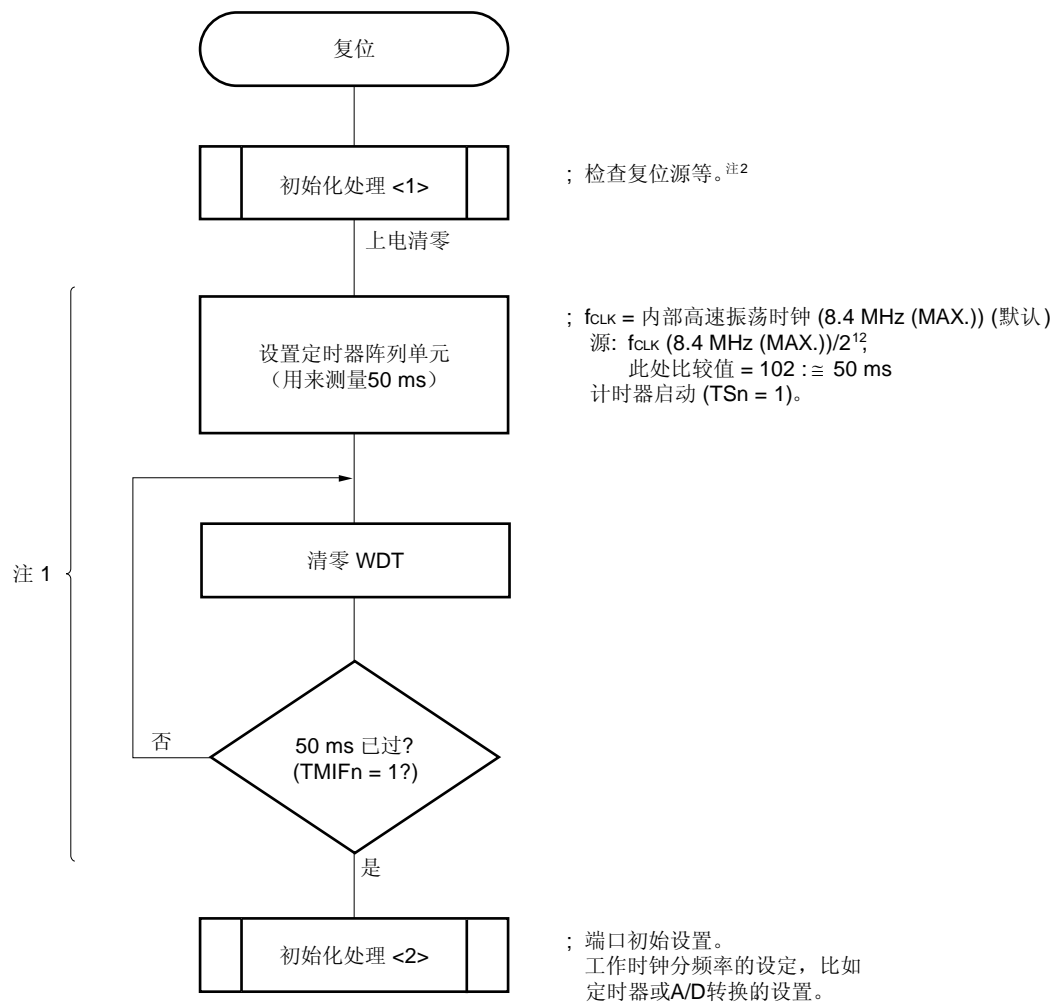 复位
初始化处理 <1>
; 检查复位源等。注2
上电清零
设置定时器阵列单元
（用来测量50 ms）
; fCLK = 内部高速振荡时钟 (8.4 MHz (MAX.)) (默认)
源: fCLK (8.4 MHz (MAX.))/2¹²,
此处比较值 = 102 : ≅ 50 ms
计时器启动 (TSn = 1)。
注 1
清零 WDT
否
50 ms 已过?
(TMIFn = 1?)
是
初始化处理 <2>
; 端口初始设置。
工作时钟分频率的设定，比如
定时器或A/D转换的设置。